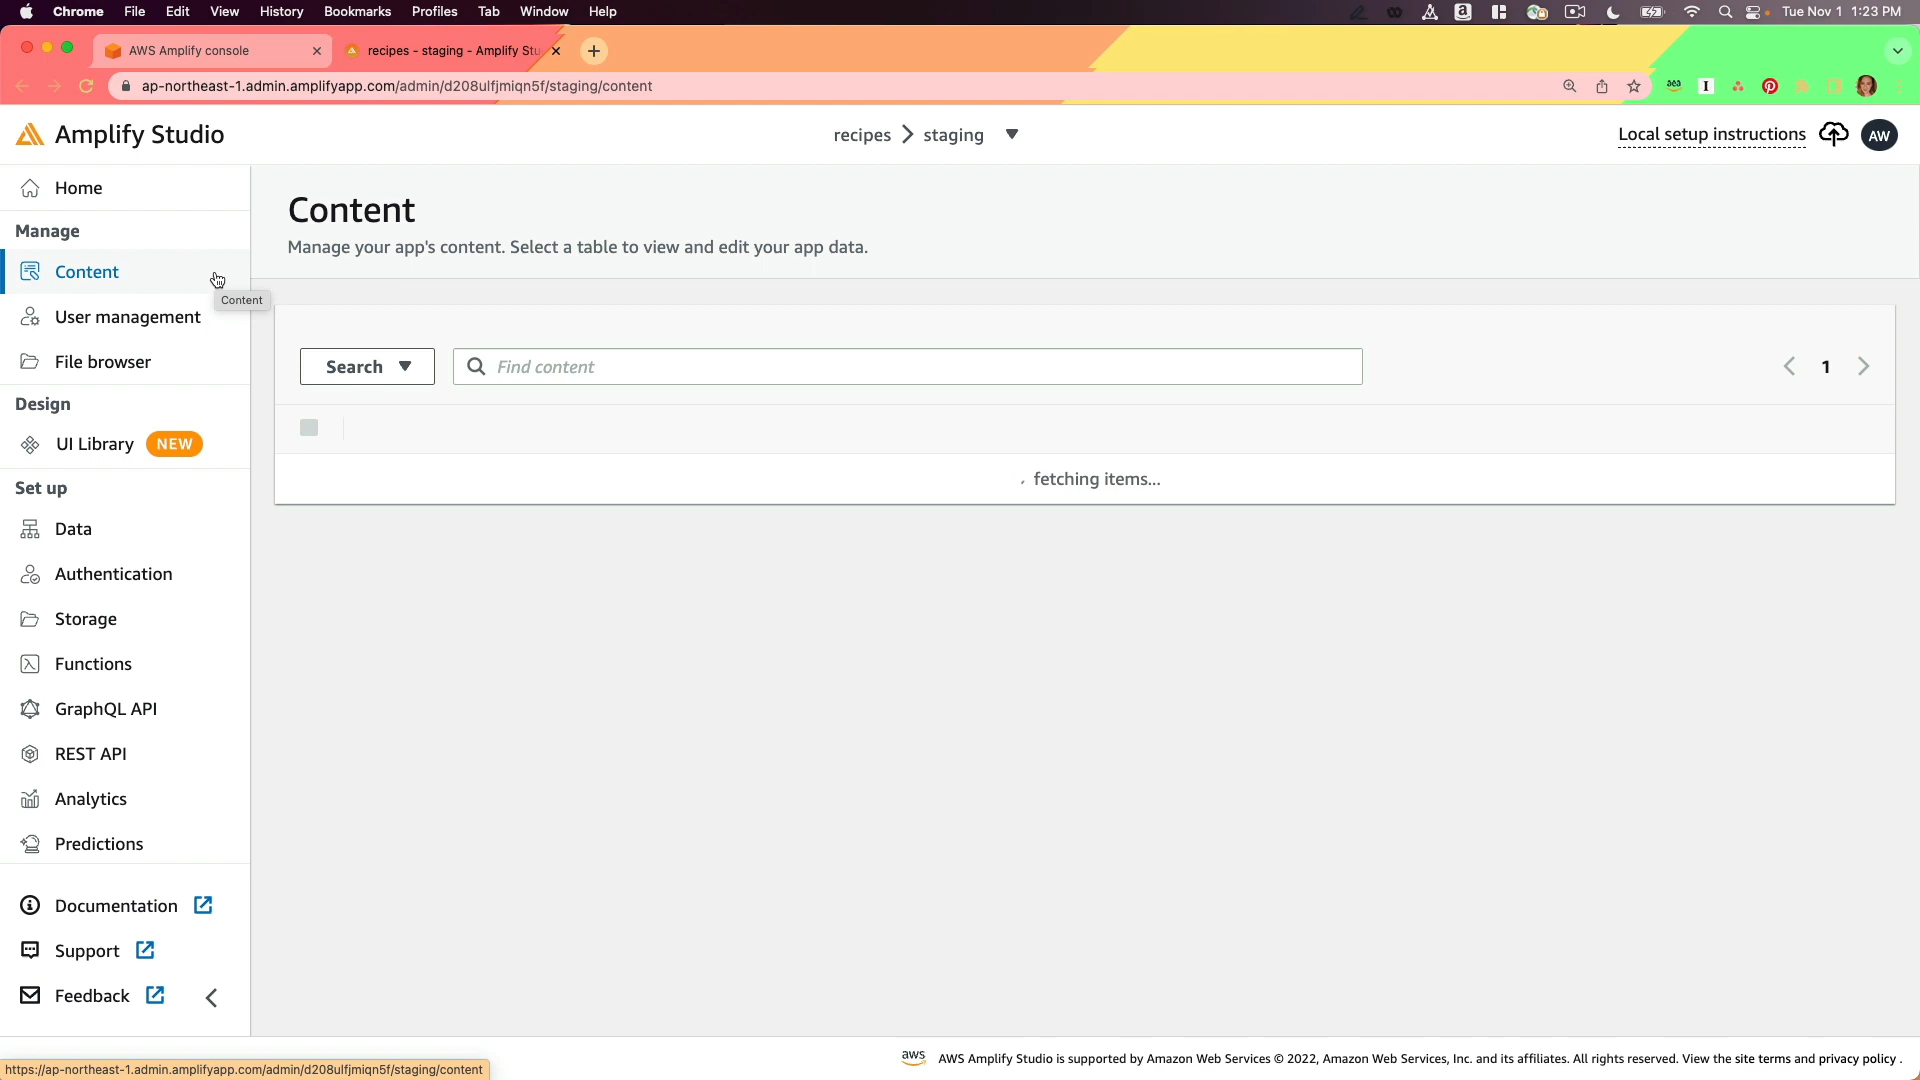 Chrome File Edit View History Bookmarks Profiles Tab Window Help
Tue Nov 1 1:23 PM
AWS Amplify console
recipes - staging - Amplify Stu
ap-northeast-1.admin.amplifyapp.com/admin/d208ulfjmiqn5f/staging/content
Amplify Studio
recipes staging
Local setup instructions
AW
Home
Manage
Content
Content
User management
File browser
Design
UI Library NEW
Set up
Data
Authentication
Storage
Functions
GraphQL API
REST API
Analytics
Predictions
Documentation
Support
Feedback
Content
Manage your app's content. Select a table to view and edit your app data.
Search
Find content
1
fetching items...
aws
AWS Amplify Studio is supported by Amazon Web Services © 2022, Amazon Web Services, Inc. and its affiliates. All rights reserved. View the site terms and privacy policy .
https://ap-northeast-1.admin.amplifyapp.com/admin/d208ulfjmiqn5f/staging/content